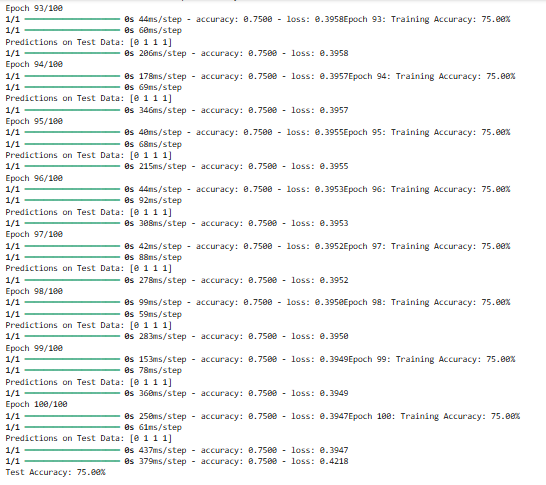 Epoch 93/100
1/1 ━━━━━━━━━━ 0s 44ms/step - accuracy: 0.7500 - loss: 0.3958Epoch 93: Training Accuracy: 75.00%
1/1 ━━━━━━━━━━ 0s 60ms/step
Predictions on Test Data: [0 1 1 1]
1/1 ━━━━━━━━━━ 0s 206ms/step - accuracy: 0.7500 - loss: 0.3958
Epoch 94/100
1/1 ━━━━━━━━━━ 0s 178ms/step - accuracy: 0.7500 - loss: 0.3957Epoch 94: Training Accuracy: 75.00%
1/1 ━━━━━━━━━━ 0s 69ms/step
Predictions on Test Data: [0 1 1 1]
1/1 ━━━━━━━━━━ 0s 346ms/step - accuracy: 0.7500 - loss: 0.3957
Epoch 95/100
1/1 ━━━━━━━━━━ 0s 40ms/step - accuracy: 0.7500 - loss: 0.3955Epoch 95: Training Accuracy: 75.00%
1/1 ━━━━━━━━━━ 0s 68ms/step
Predictions on Test Data: [0 1 1 1]
1/1 ━━━━━━━━━━ 0s 215ms/step - accuracy: 0.7500 - loss: 0.3955
Epoch 96/100
1/1 ━━━━━━━━━━ 0s 44ms/step - accuracy: 0.7500 - loss: 0.3953Epoch 96: Training Accuracy: 75.00%
1/1 ━━━━━━━━━━ 0s 92ms/step
Predictions on Test Data: [0 1 1 1]
1/1 ━━━━━━━━━━ 0s 308ms/step - accuracy: 0.7500 - loss: 0.3953
Epoch 97/100
1/1 ━━━━━━━━━━ 0s 42ms/step - accuracy: 0.7500 - loss: 0.3952Epoch 97: Training Accuracy: 75.00%
1/1 ━━━━━━━━━━ 0s 88ms/step
Predictions on Test Data: [0 1 1 1]
1/1 ━━━━━━━━━━ 0s 278ms/step - accuracy: 0.7500 - loss: 0.3952
Epoch 98/100
1/1 ━━━━━━━━━━ 0s 99ms/step - accuracy: 0.7500 - loss: 0.3950Epoch 98: Training Accuracy: 75.00%
1/1 ━━━━━━━━━━ 0s 59ms/step
Predictions on Test Data: [0 1 1 1]
1/1 ━━━━━━━━━━ 0s 283ms/step - accuracy: 0.7500 - loss: 0.3950
Epoch 99/100
1/1 ━━━━━━━━━━ 0s 153ms/step - accuracy: 0.7500 - loss: 0.3949Epoch 99: Training Accuracy: 75.00%
1/1 ━━━━━━━━━━ 0s 78ms/step
Predictions on Test Data: [0 1 1 1]
1/1 ━━━━━━━━━━ 0s 360ms/step - accuracy: 0.7500 - loss: 0.3949
Epoch 100/100
1/1 ━━━━━━━━━━ 0s 250ms/step - accuracy: 0.7500 - loss: 0.3947Epoch 100: Training Accuracy: 75.00%
1/1 ━━━━━━━━━━ 0s 61ms/step
Predictions on Test Data: [0 1 1 1]
1/1 ━━━━━━━━━━ 0s 437ms/step - accuracy: 0.7500 - loss: 0.3947
1/1 ━━━━━━━━━━ 0s 379ms/step - accuracy: 0.7500 - loss: 0.4218
Test Accuracy: 75.00%